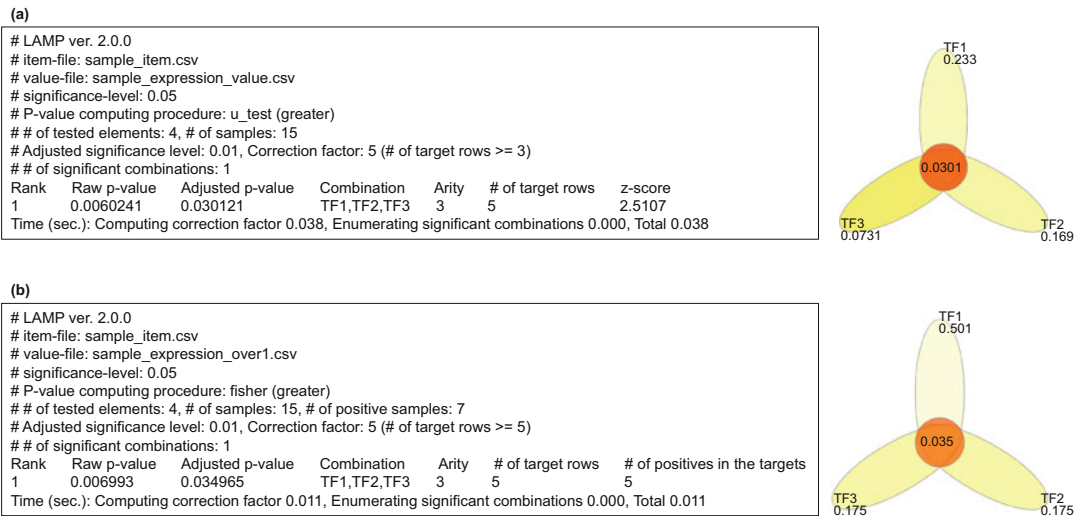 (a)
# LAMP ver. 2.0.0
# item-file: sample_item.csv
# value-file: sample_expression_value.csv
# significance-level: 0.05
# P-value computing procedure: u_test (greater)
# # of tested elements: 4, # of samples: 15
# Adjusted significance level: 0.01, Correction factor: 5 (# of target rows >= 3)
# # of significant combinations: 1
Rank Raw p-value Adjusted p-value Combination Arity # of target rows z-score
1 0.0060241 0.030121 TF1,TF2,TF3 3 5 2.5107
Time (sec.): Computing correction factor 0.038, Enumerating significant combinations 0.000, Total 0.038
TF1
0.233
0.0301
TF3
0.0731
TF2
0.169
(b)
# LAMP ver. 2.0.0
# item-file: sample_item.csv
# value-file: sample_expression_over1.csv
# significance-level: 0.05
# P-value computing procedure: fisher (greater)
# # of tested elements: 4, # of samples: 15, # of positive samples: 7
# Adjusted significance level: 0.01, Correction factor: 5 (# of target rows >= 5)
# # of significant combinations: 1
Rank Raw p-value Adjusted p-value Combination Arity # of target rows # of positives in the targets
1 0.006993 0.034965 TF1,TF2,TF3 3 5 5
Time (sec.): Computing correction factor 0.011, Enumerating significant combinations 0.000, Total 0.011
TF1
0.501
0.035
TF3
0.175
TF2
0.175